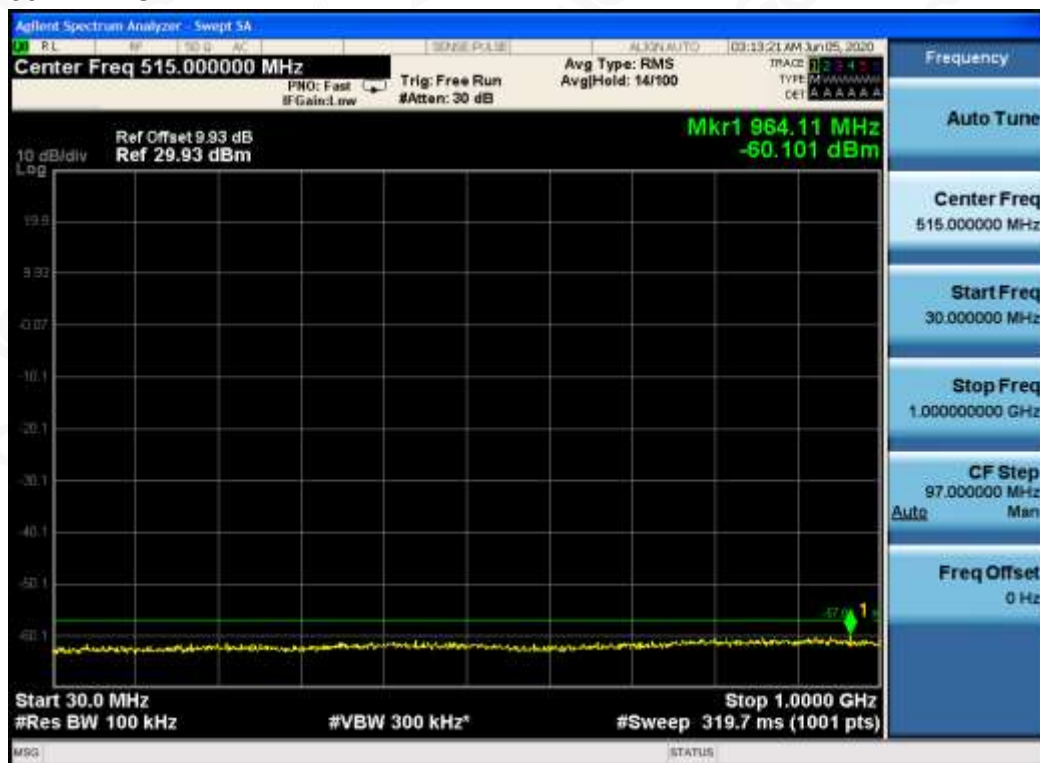 Agilent Spectrum Analyzer - Swept SA
RL RF 50 Ω AC SENSE:PULSE ALIGN AUTO 03:13:21 AM Jun 05, 2020
Center Freq 515.000000 MHz
PNO: Fast
IFGain:Low
Trig: Free Run
#Atten: 30 dB
Avg Type: RMS
Avg|Hold: 14/100
TRACE 1 2 3 4 5 6
TYPE M
DET A A A A A A
Frequency
Ref Offset 9.93 dB
10 dB/div Ref 29.93 dBm
Log
Mkr1 964.11 MHz
-60.101 dBm
19.9
9.93
-0.07
-10.1
-20.1
-30.1
-40.1
-50.1
-60.1
1
Start 30.0 MHz
Stop 1.0000 GHz
#Res BW 100 kHz
#VBW 300 kHz*
#Sweep 319.7 ms (1001 pts)
MSG
STATUS
Auto Tune
Center Freq
515.000000 MHz
Start Freq
30.000000 MHz
Stop Freq
1.000000000 GHz
CF Step
97.000000 MHz
Auto Man
Freq Offset
0 Hz